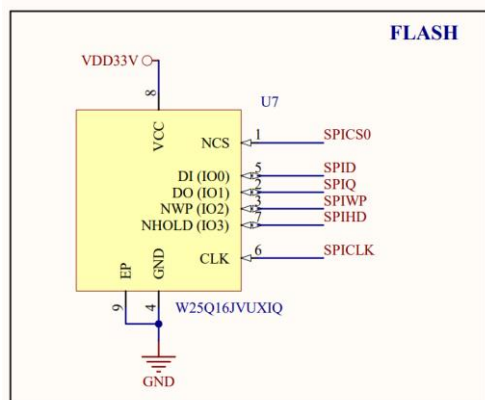 FLASH
VDD33V
8
U7
VCC
NCS
1
SPICS0
DI (IO0)
5
SPID
DO (IO1)
2
SPIQ
NWP (IO2)
3
SPIWP
NHOLD (IO3)
7
SPIHD
CLK
6
SPICLK
EP
GND
9
4
W25Q16JVUXIQ
GND